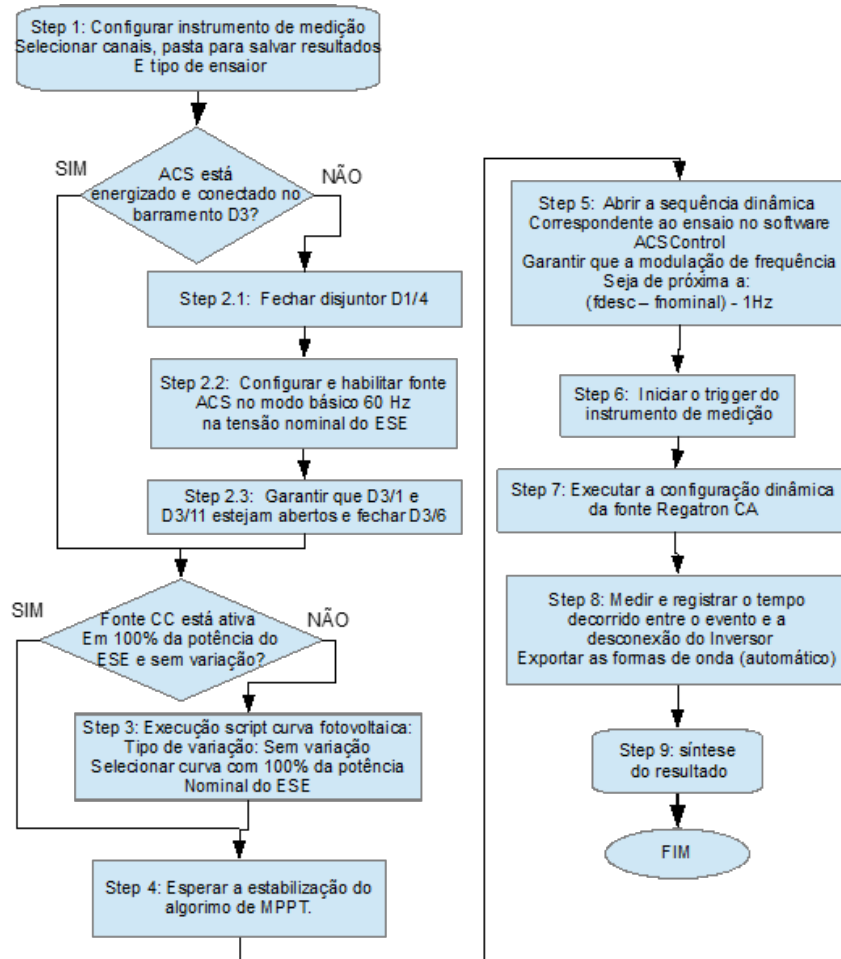 Step 1: Configurar instrumento de medição
Selecionar canais, pasta para salvar resultados
E tipo de ensaior
SIM
ACS está
energizado e conectado no
barramento D3?
NÃO
Step 2.1: Fechar disjuntor D1/4
Step 2.2: Configurar e habilitar fonte
ACS no modo básico 60 Hz
na tensão nominal do ESE
Step 2.3: Garantir que D3/1 e
D3/11 estejam abertos e fechar D3/6
SIM
Fonte CC está ativa
Em 100% da potência do
ESE e sem variação?
NÃO
Step 3: Execução script curva fotovoltaica:
Tipo de variação: Sem variação
Selecionar curva com 100% da potência
Nominal do ESE
Step 4: Esperar a estabilização do
algorimo de MPPT.
Step 5: Abrir a sequência dinâmica
Correspondente ao ensaio no software
ACSControl
Garantir que a modulação de frequência
Seja de próxima a:
(fdesc – fnominal) - 1Hz
Step 6: Iniciar o trigger do
instrumento de medição
Step 7: Executar a configuração dinâmica
da fonte Regatron CA
Step 8: Medir e registrar o tempo
decorrido entre o evento e a
desconexão do Inversor
Exportar as formas de onda (automático)
Step 9: síntese
do resultado
FIM